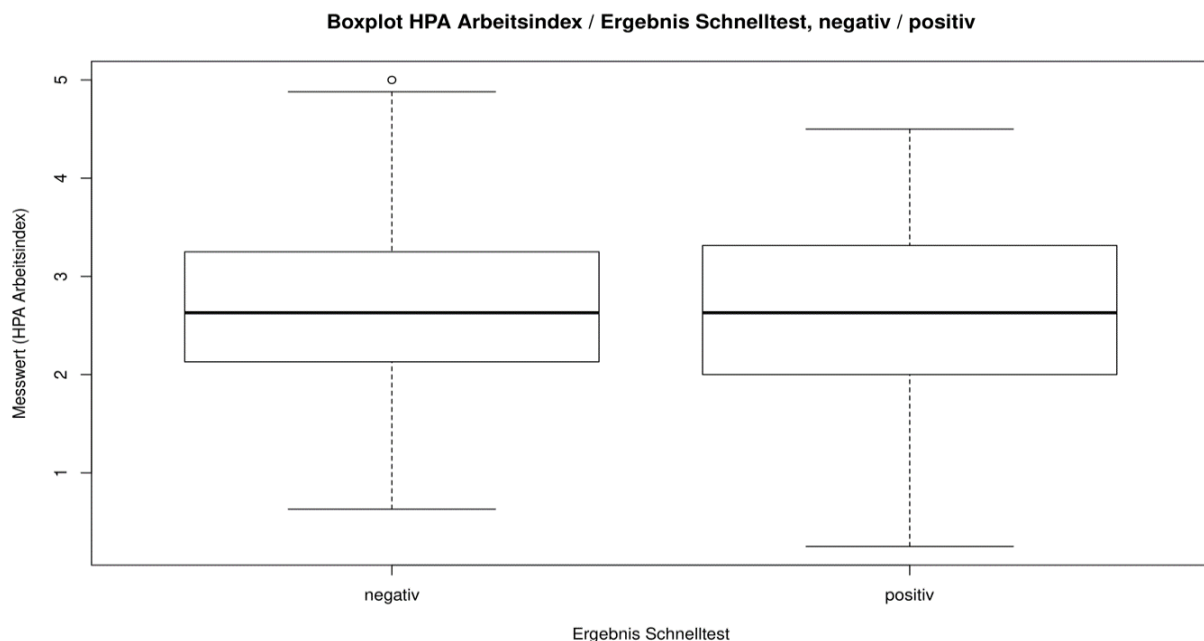 Boxplot HPA Arbeitsindex / Ergebnis Schnelltest, negativ / positiv
Messwert (HPA Arbeitsindex)
5
4
3
2
1
negativ positiv
Ergebnis Schnelltest